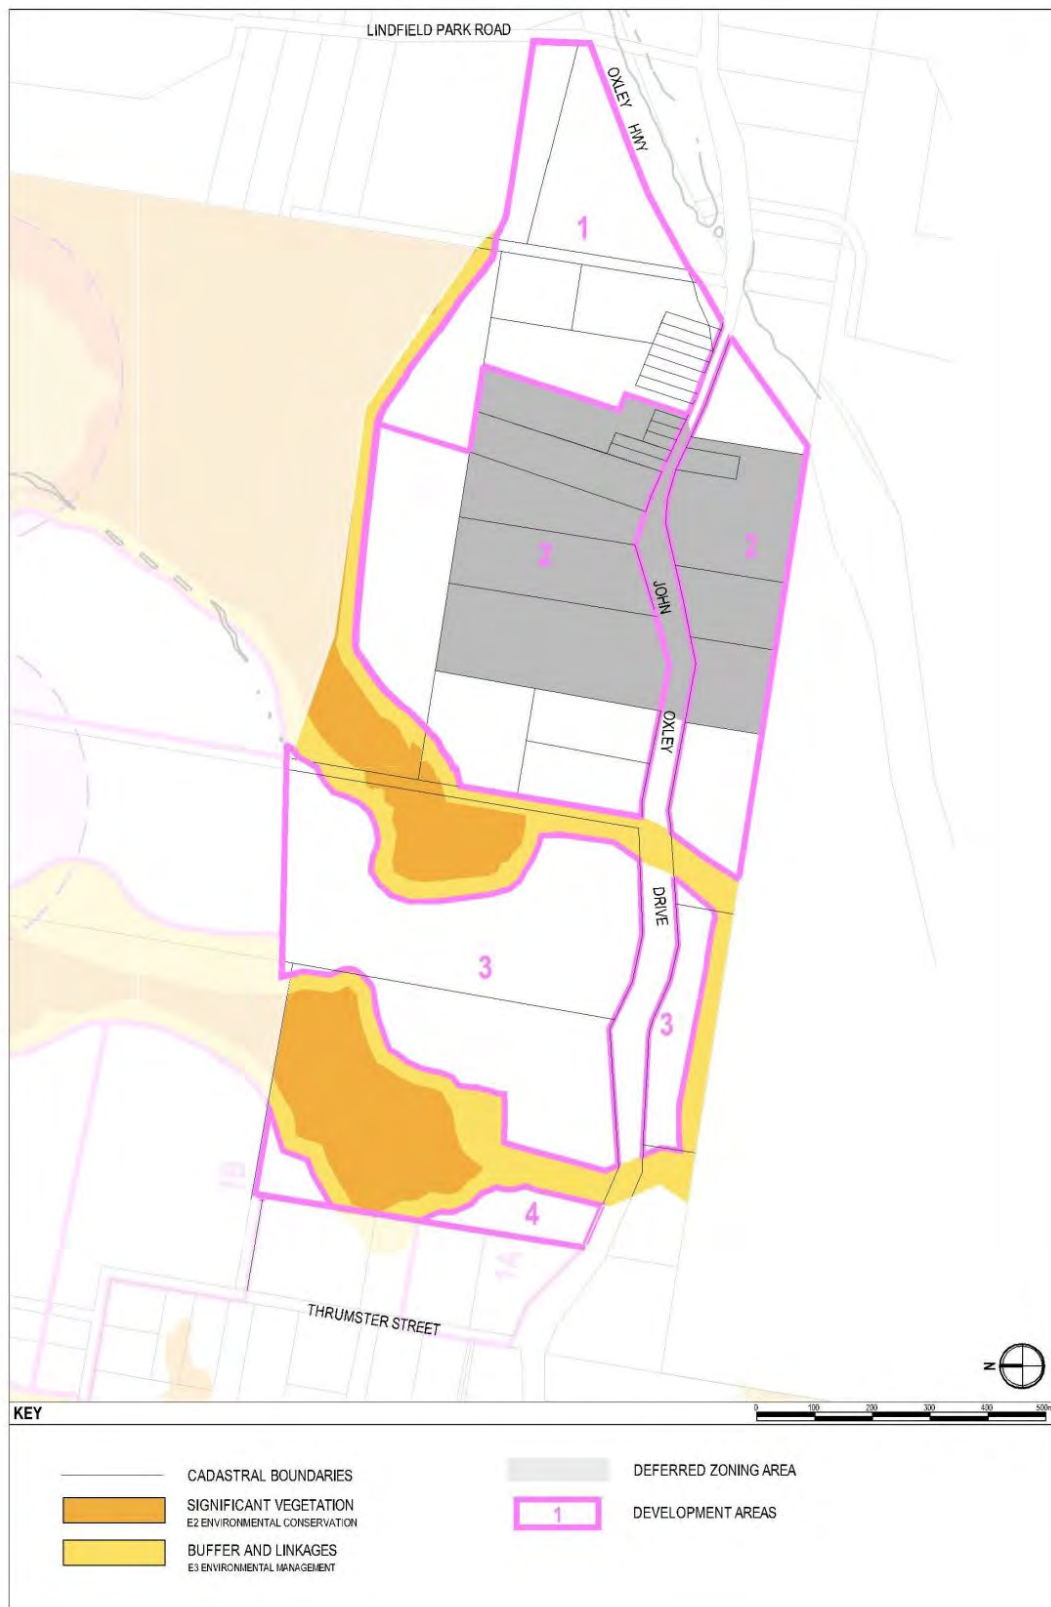 LINDFIELD PARK ROAD
OXLEY HWY
1
2
2
JOHN
OXLEY
DRIVE
3
3
1B
4
1A
THRUMSTER STREET
N
KEY
0 100 200 300 400 500m
CADASTRAL BOUNDARIES
SIGNIFICANT VEGETATION
E2 ENVIRONMENTAL CONSERVATION
BUFFER AND LINKAGES
E3 ENVIRONMENTAL MANAGEMENT
DEFERRED ZONING AREA
1
DEVELOPMENT AREAS